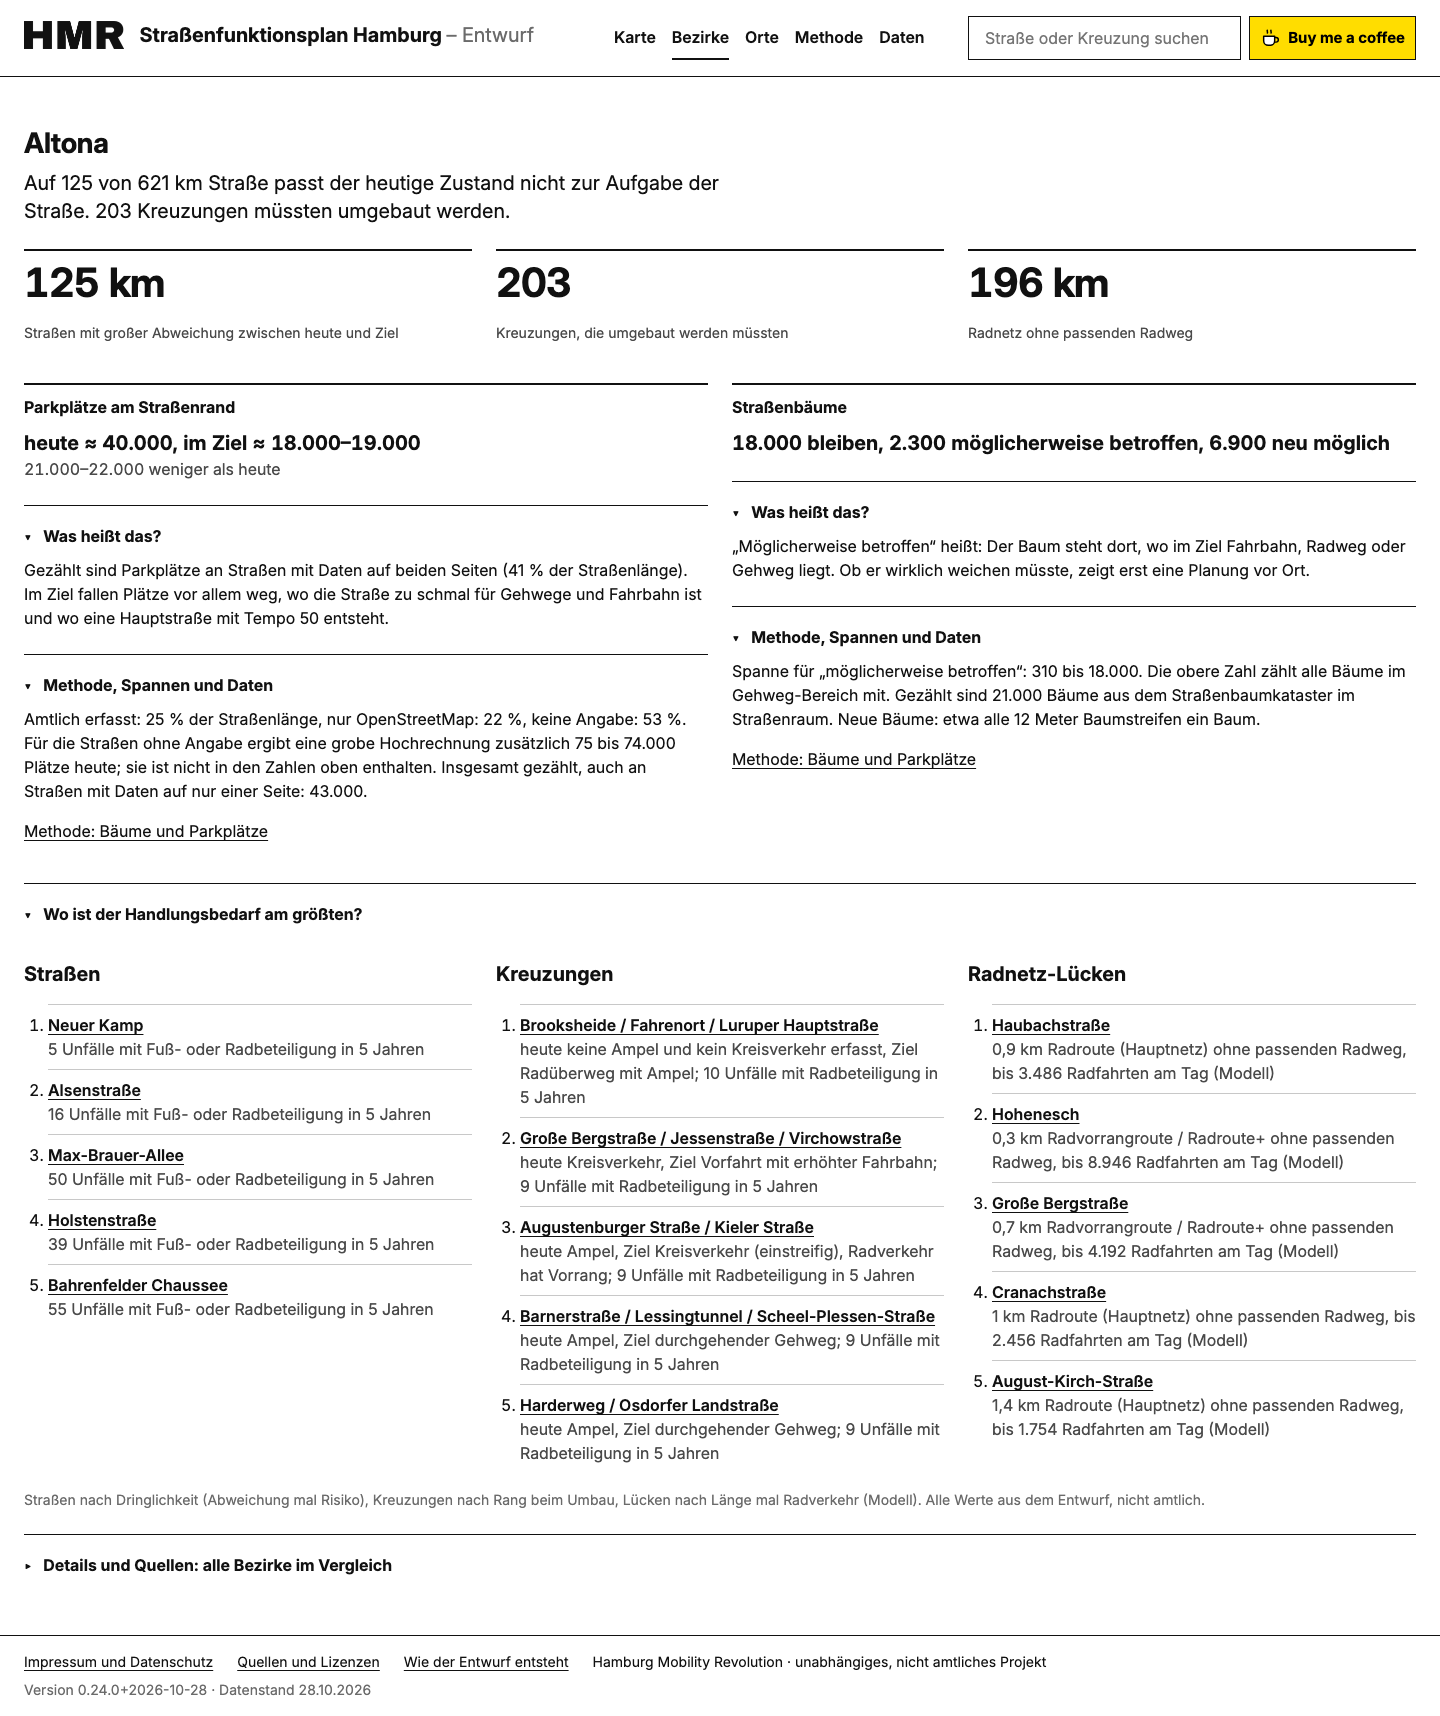 HMR Straßenfunktionsplan Hamburg – Entwurf
Karte Bezirke Orte Methode Daten
Straße oder Kreuzung suchen
Buy me a coffee
Altona
Auf 125 von 621 km Straße passt der heutige Zustand nicht zur Aufgabe der
Straße. 203 Kreuzungen müssten umgebaut werden.
125 km
Straßen mit großer Abweichung zwischen heute und Ziel
203
Kreuzungen, die umgebaut werden müssten
196 km
Radnetz ohne passenden Radweg
Parkplätze am Straßenrand
heute ≈ 40.000, im Ziel ≈ 18.000–19.000
21.000–22.000 weniger als heute
▾ Was heißt das?
Gezählt sind Parkplätze an Straßen mit Daten auf beiden Seiten (41 % der Straßenlänge).
Im Ziel fallen Plätze vor allem weg, wo die Straße zu schmal für Gehwege und Fahrbahn ist
und wo eine Hauptstraße mit Tempo 50 entsteht.
▾ Methode, Spannen und Daten
Amtlich erfasst: 25 % der Straßenlänge, nur OpenStreetMap: 22 %, keine Angabe: 53 %.
Für die Straßen ohne Angabe ergibt eine grobe Hochrechnung zusätzlich 75 bis 74.000
Plätze heute; sie ist nicht in den Zahlen oben enthalten. Insgesamt gezählt, auch an
Straßen mit Daten auf nur einer Seite: 43.000.
Methode: Bäume und Parkplätze
Straßenbäume
18.000 bleiben, 2.300 möglicherweise betroffen, 6.900 neu möglich
▾ Was heißt das?
„Möglicherweise betroffen“ heißt: Der Baum steht dort, wo im Ziel Fahrbahn, Radweg oder
Gehweg liegt. Ob er wirklich weichen müsste, zeigt erst eine Planung vor Ort.
▾ Methode, Spannen und Daten
Spanne für „möglicherweise betroffen“: 310 bis 18.000. Die obere Zahl zählt alle Bäume im
Gehweg-Bereich mit. Gezählt sind 21.000 Bäume aus dem Straßenbaumkataster im
Straßenraum. Neue Bäume: etwa alle 12 Meter Baumstreifen ein Baum.
Methode: Bäume und Parkplätze
▾ Wo ist der Handlungsbedarf am größten?
Straßen
1. Neuer Kamp
5 Unfälle mit Fuß- oder Radbeteiligung in 5 Jahren
2. Alsenstraße
16 Unfälle mit Fuß- oder Radbeteiligung in 5 Jahren
3. Max-Brauer-Allee
50 Unfälle mit Fuß- oder Radbeteiligung in 5 Jahren
4. Holstenstraße
39 Unfälle mit Fuß- oder Radbeteiligung in 5 Jahren
5. Bahrenfelder Chaussee
55 Unfälle mit Fuß- oder Radbeteiligung in 5 Jahren
Kreuzungen
1. Brooksheide / Fahrenort / Luruper Hauptstraße
heute keine Ampel und kein Kreisverkehr erfasst, Ziel
Radüberweg mit Ampel; 10 Unfälle mit Radbeteiligung in
5 Jahren
2. Große Bergstraße / Jessenstraße / Virchowstraße
heute Kreisverkehr, Ziel Vorfahrt mit erhöhter Fahrbahn;
9 Unfälle mit Radbeteiligung in 5 Jahren
3. Augustenburger Straße / Kieler Straße
heute Ampel, Ziel Kreisverkehr (einstreifig), Radverkehr
hat Vorrang; 9 Unfälle mit Radbeteiligung in 5 Jahren
4. Barnerstraße / Lessingtunnel / Scheel-Plessen-Straße
heute Ampel, Ziel durchgehender Gehweg; 9 Unfälle mit
Radbeteiligung in 5 Jahren
5. Harderweg / Osdorfer Landstraße
heute Ampel, Ziel durchgehender Gehweg; 9 Unfälle mit
Radbeteiligung in 5 Jahren
Radnetz-Lücken
1. Haubachstraße
0,9 km Radroute (Hauptnetz) ohne passenden Radweg,
bis 3.486 Radfahrten am Tag (Modell)
2. Hohenesch
0,3 km Radvorrangroute / Radroute+ ohne passenden
Radweg, bis 8.946 Radfahrten am Tag (Modell)
3. Große Bergstraße
0,7 km Radvorrangroute / Radroute+ ohne passenden
Radweg, bis 4.192 Radfahrten am Tag (Modell)
4. Cranachstraße
1 km Radroute (Hauptnetz) ohne passenden Radweg, bis
2.456 Radfahrten am Tag (Modell)
5. August-Kirch-Straße
1,4 km Radroute (Hauptnetz) ohne passenden Radweg,
bis 1.754 Radfahrten am Tag (Modell)
Straßen nach Dringlichkeit (Abweichung mal Risiko), Kreuzungen nach Rang beim Umbau, Lücken nach Länge mal Radverkehr (Modell). Alle Werte aus dem Entwurf, nicht amtlich.
▸ Details und Quellen: alle Bezirke im Vergleich
Impressum und Datenschutz Quellen und Lizenzen Wie der Entwurf entsteht Hamburg Mobility Revolution · unabhängiges, nicht amtliches Projekt
Version 0.24.0+2026-10-28 · Datenstand 28.10.2026